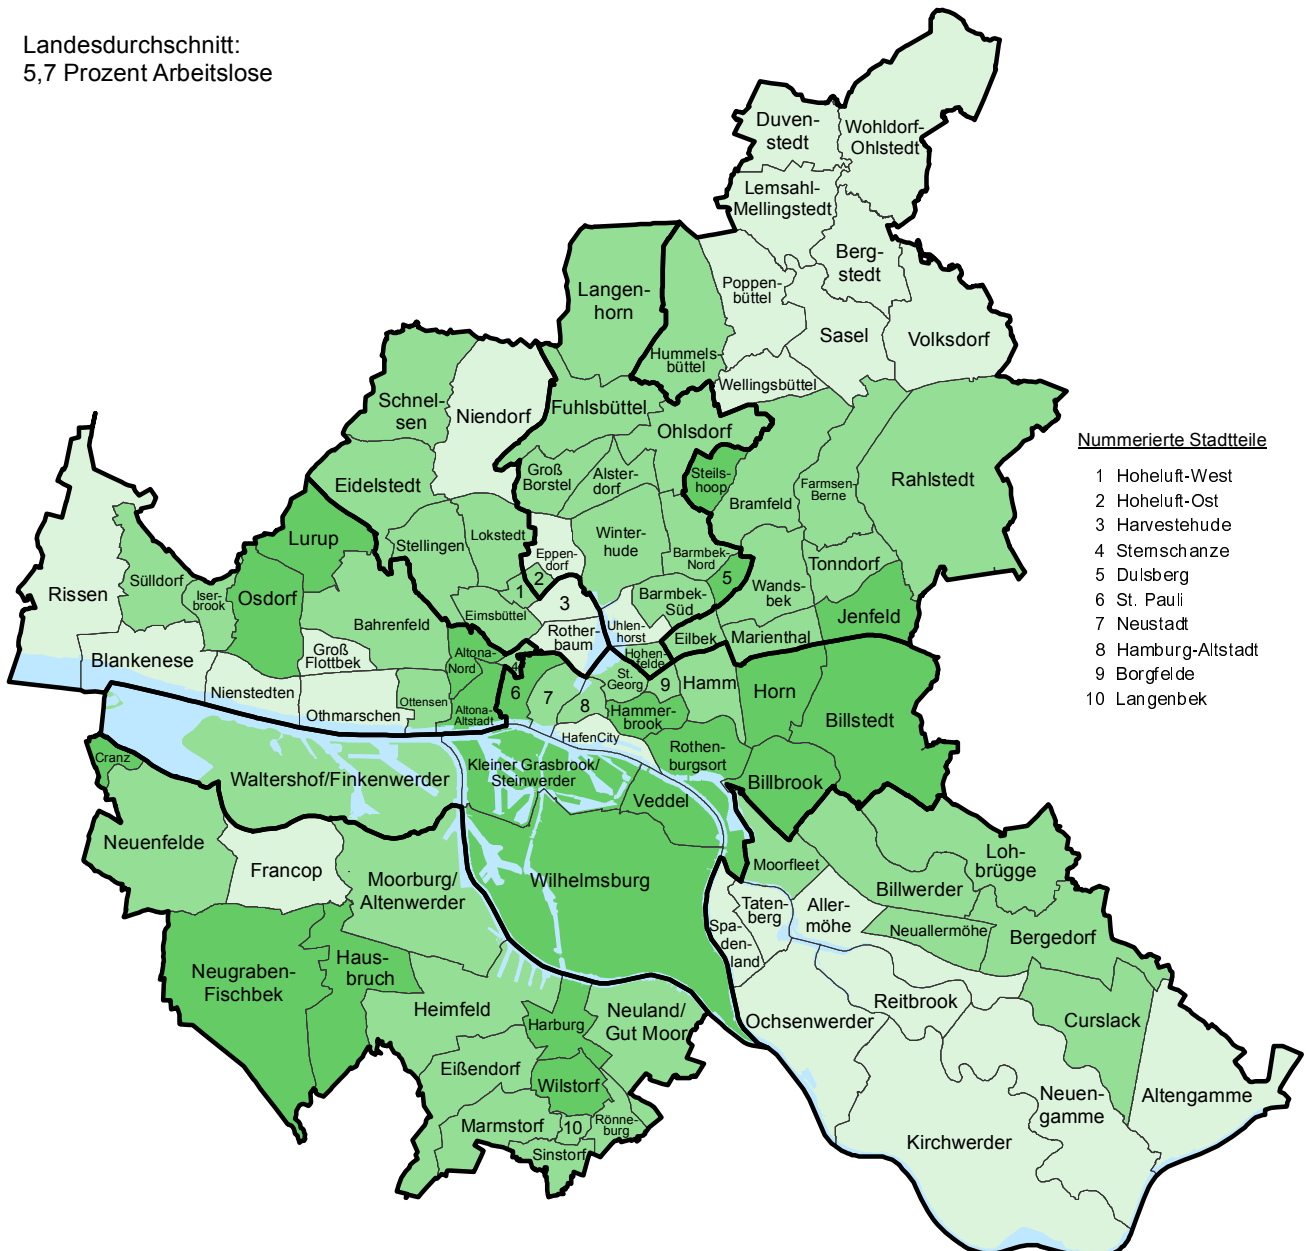 Landesdurchschnitt:
5,7 Prozent Arbeitslose
Duven-
stedt
Wohldorf-
Ohlstedt
Lemsahl-
Mellingstedt
Berg-
stedt
Poppen-
büttel
Sasel
Volksdorf
Wellingsbüttel
Langen-
horn
Hummels-
büttel
Schnel-
sen
Niendorf
Fuhlsbüttel
Ohlsdorf
Groß
Borstel
Alster-
dorf
Steils-
hoop
Bramfeld
Farmsen-
Berne
Rahlstedt
Eidelstedt
Stellingen
Lokstedt
Eppen-
dorf
Winter-
hude
Barmbek-
Nord
5
Wands-
bek
Tonndorf
Jenfeld
Lurup
Rissen
Sülldorf
Iser-
brook
Osdorf
Bahrenfeld
Eimsbüttel
1
2
3
Rother-
baum
Uhlen-
horst
Barmbek-
Süd
Eilbek
Marienthal
Hohen-
felde
Blankenese
Groß
Flottbek
Nienstedten
Othmarschen
Ottensen
Altona-
Nord
Altona-
Altstadt
4
6
7
8
St.
Georg
9
Hamm
Horn
Billstedt
Hammer-
brook
HafenCity
Rothen-
burgsort
Billbrook
Cranz
Waltershof/Finkenwerder
Kleiner Grasbrook/
Steinwerder
Veddel
Neuenfelde
Francop
Moorburg/
Altenwerder
Wilhelmsburg
Moorfleet
Billwerder
Loh-
brügge
Taten-
berg
Aller-
möhe
Neuallermöhe
Bergedorf
Spa-
den-
land
Neugraben-
Fischbek
Haus-
bruch
Heimfeld
Harburg
Neuland/
Gut Moor
Ochsenwerder
Reitbrook
Curslack
Eißendorf
Wilstorf
Neuen-
gamme
Altengamme
Marmstorf
10
Rönne-
burg
Sinstorf
Kirchwerder
Nummerierte Stadtteile
1 Hoheluft-West
2 Hoheluft-Ost
3 Harvestehude
4 Sternschanze
5 Dulsberg
6 St. Pauli
7 Neustadt
8 Hamburg-Altstadt
9 Borgfelde
10 Langenbek